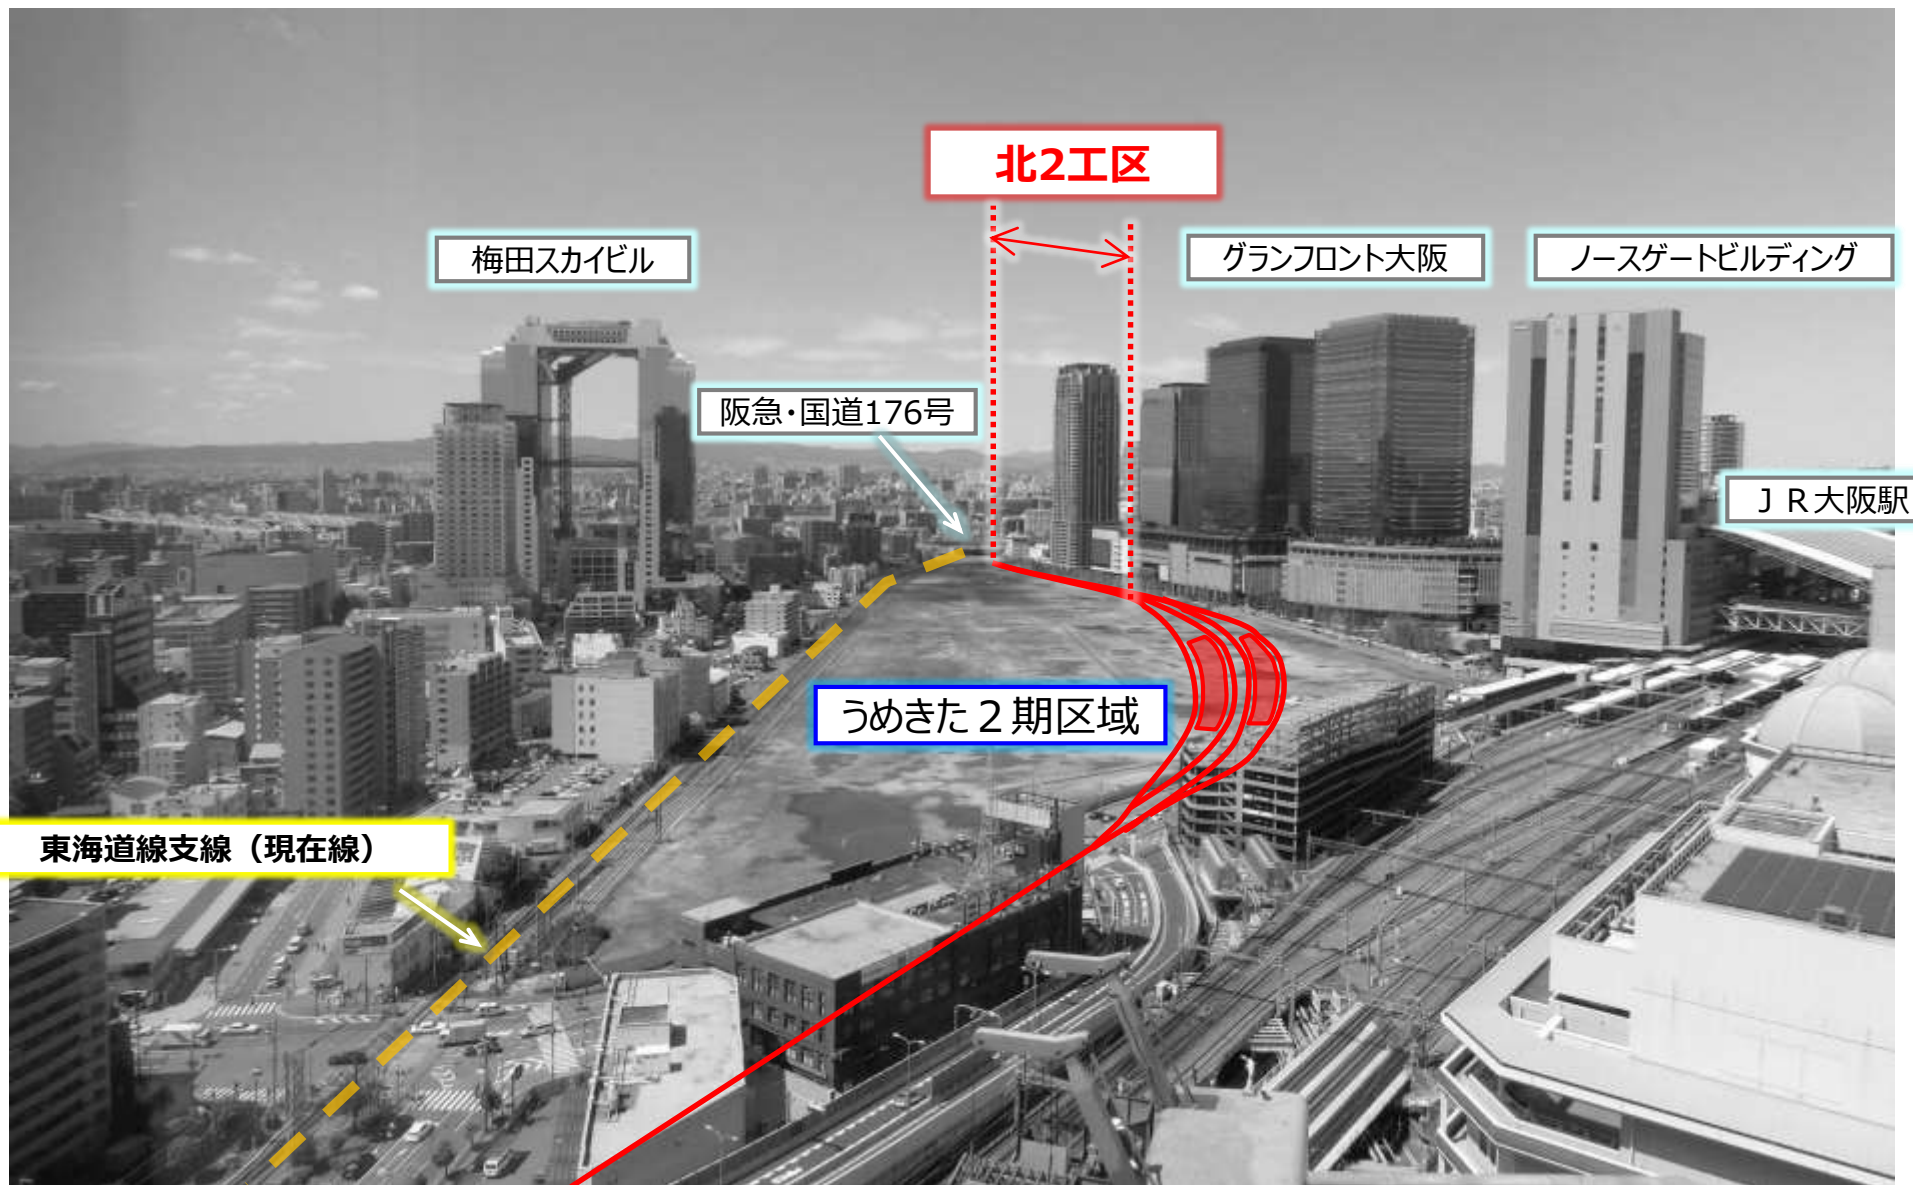 北2工区
梅田スカイビル
グランフロント大阪
ノースゲートビルディング
阪急・国道176号
ＪＲ大阪駅
うめきた２期区域
東海道線支線（現在線）